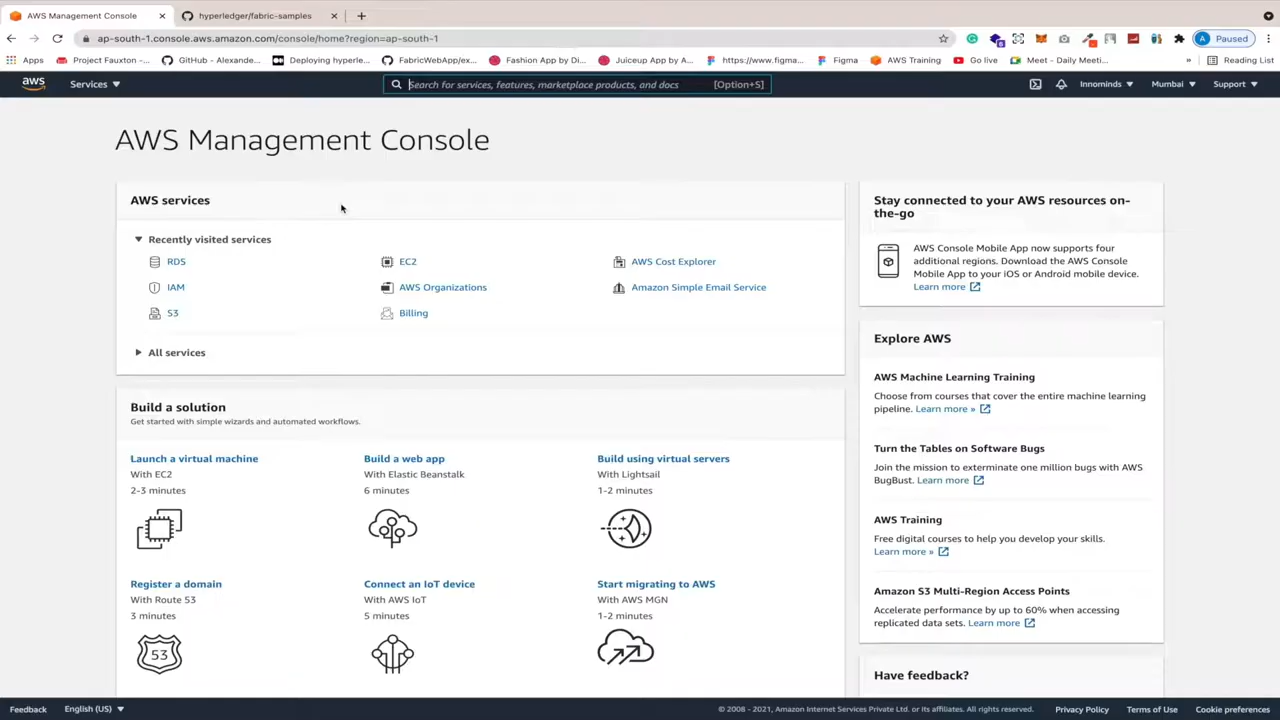 AWS Management Console
hyperledger/fabric-samples
ap-south-1.console.aws.amazon.com/console/home?region=ap-south-1
A
Paused
Apps
Project Fauxton -...
GitHub - Alexande...
Deploying hyperle...
FabricWebApp/ex...
Fashion App by Di...
Juiceup App by A...
https://www.figma...
Figma
AWS Training
Go live
Meet - Daily Meeti...
»
Reading List
aws
Services
Search for services, features, marketplace products, and docs
[Option+S]
Innominds
Mumbai
Support
AWS Management Console
AWS services
Recently visited services
RDS
EC2
AWS Cost Explorer
IAM
AWS Organizations
Amazon Simple Email Service
S3
Billing
All services
Build a solution
Get started with simple wizards and automated workflows.
Launch a virtual machine
With EC2
2-3 minutes
Build a web app
With Elastic Beanstalk
6 minutes
Build using virtual servers
With Lightsail
1-2 minutes
Register a domain
With Route 53
3 minutes
53
Connect an IoT device
With AWS IoT
5 minutes
Start migrating to AWS
With AWS MGN
1-2 minutes
Stay connected to your AWS resources on-
the-go
AWS Console Mobile App now supports four
additional regions. Download the AWS Console
Mobile App to your iOS or Android mobile device.
Learn more
Explore AWS
AWS Machine Learning Training
Choose from courses that cover the entire machine learning
pipeline. Learn more »
Turn the Tables on Software Bugs
Join the mission to exterminate one million bugs with AWS
BugBust. Learn more
AWS Training
Free digital courses to help you develop your skills.
Learn more »
Amazon S3 Multi-Region Access Points
Accelerate performance by up to 60% when accessing
replicated data sets. Learn more
Have feedback?
Feedback
English (US)
© 2008 - 2021, Amazon Internet Services Private Ltd. or its affiliates. All rights reserved.
Privacy Policy
Terms of Use
Cookie preferences